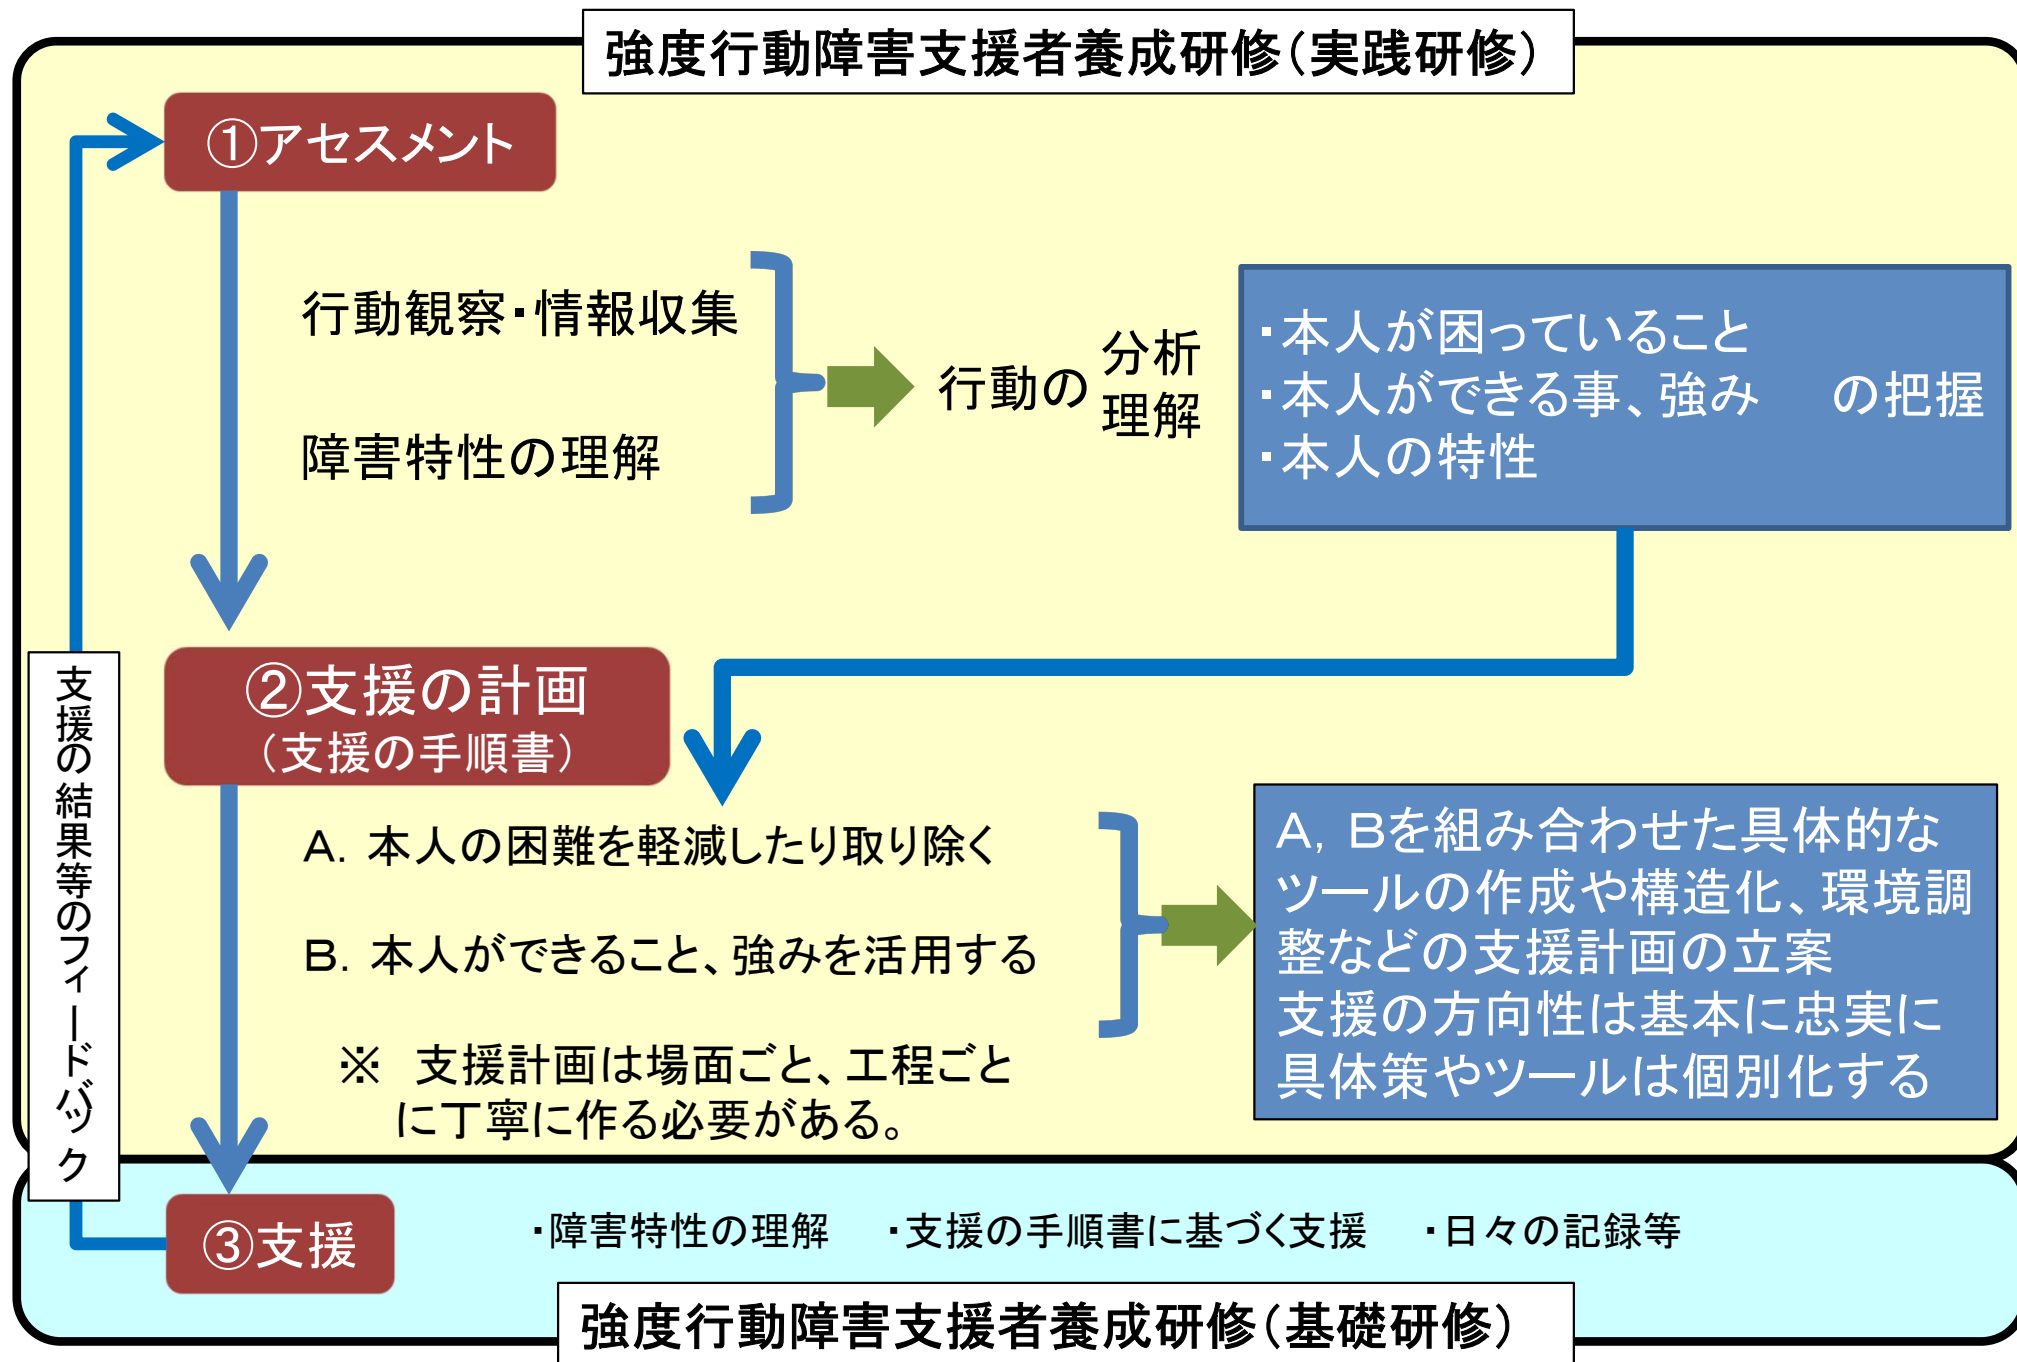 強度行動障害支援者養成研修（実践研修）
①アセスメント
行動観察・情報収集
障害特性の理解
行動の
分析
理解
・本人が困っていること
・本人ができる事、強み　の把握
・本人の特性
②支援の計画
（支援の手順書）
A．本人の困難を軽減したり取り除く
B．本人ができること、強みを活用する
※　支援計画は場面ごと、工程ごと
に丁寧に作る必要がある。
A，Bを組み合わせた具体的な
ツールの作成や構造化、環境調
整などの支援計画の立案
支援の方向性は基本に忠実に
具体策やツールは個別化する
支援の結果等のフィードバック
③支援
・障害特性の理解　・支援の手順書に基づく支援　・日々の記録等
強度行動障害支援者養成研修（基礎研修）